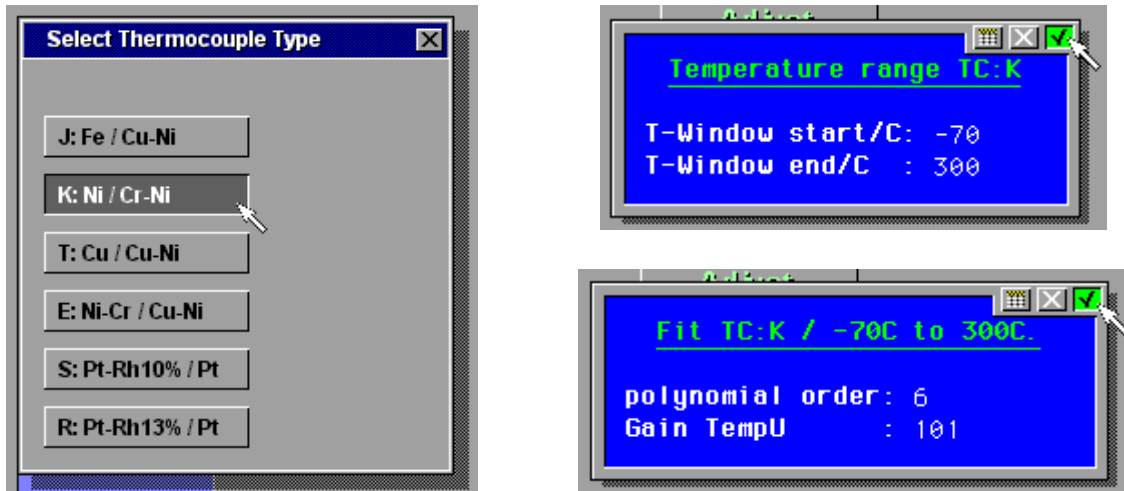 Select Thermocouple Type
J: Fe / Cu-Ni
K: Ni / Cr-Ni
T: Cu / Cu-Ni
E: Ni-Cr / Cu-Ni
S: Pt-Rh10% / Pt
R: Pt-Rh13% / Pt
Temperature range TC:K
T-Window start/C: -70
T-Window end/C : 300
Fit TC:K / -70C to 300C.
polynomial order: 6
Gain TempU : 101